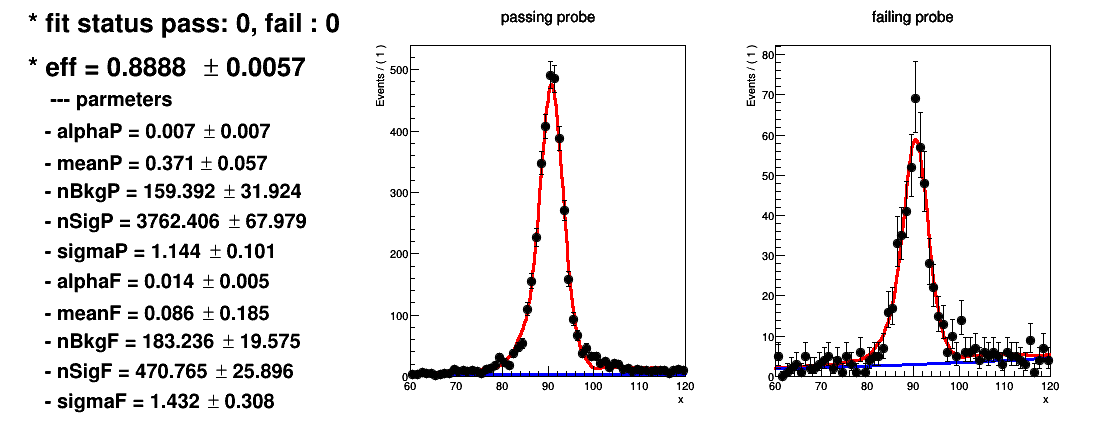 * fit status pass: 0, fail : 0
* eff = 0.8888 ± 0.0057
--- parmeters
- alphaP = 0.007 ± 0.007
- meanP = 0.371 ± 0.057
- nBkgP = 159.392 ± 31.924
- nSigP = 3762.406 ± 67.979
- sigmaP = 1.144 ± 0.101
- alphaF = 0.014 ± 0.005
- meanF = 0.086 ± 0.185
- nBkgF = 183.236 ± 19.575
- nSigF = 470.765 ± 25.896
- sigmaF = 1.432 ± 0.308
passing probe
Events / ( 1 )
500
400
300
200
100
0
60 70 80 90 100 110 120
x
failing probe
Events / ( 1 )
80
70
60
50
40
30
20
10
0
60 70 80 90 100 110 120
x